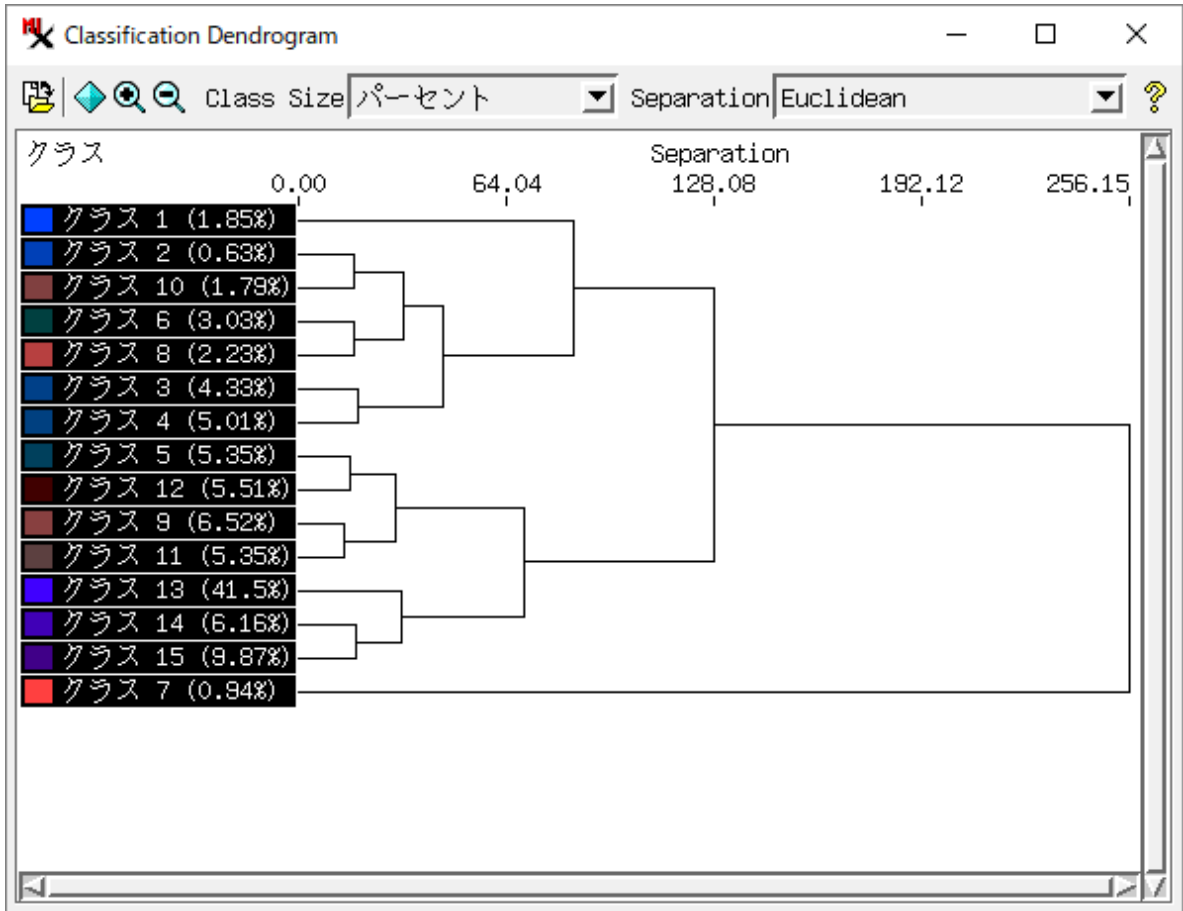 Classification Dendrogram
Class Size パーセント Separation Euclidean
クラス Separation
0.00 64.04 128.08 192.12 256.15
クラス 1 (1.85%)
クラス 2 (0.63%)
クラス 10 (1.79%)
クラス 6 (3.03%)
クラス 8 (2.23%)
クラス 3 (4.33%)
クラス 4 (5.01%)
クラス 5 (5.35%)
クラス 12 (5.51%)
クラス 9 (6.52%)
クラス 11 (5.35%)
クラス 13 (41.5%)
クラス 14 (6.16%)
クラス 15 (9.87%)
クラス 7 (0.94%)